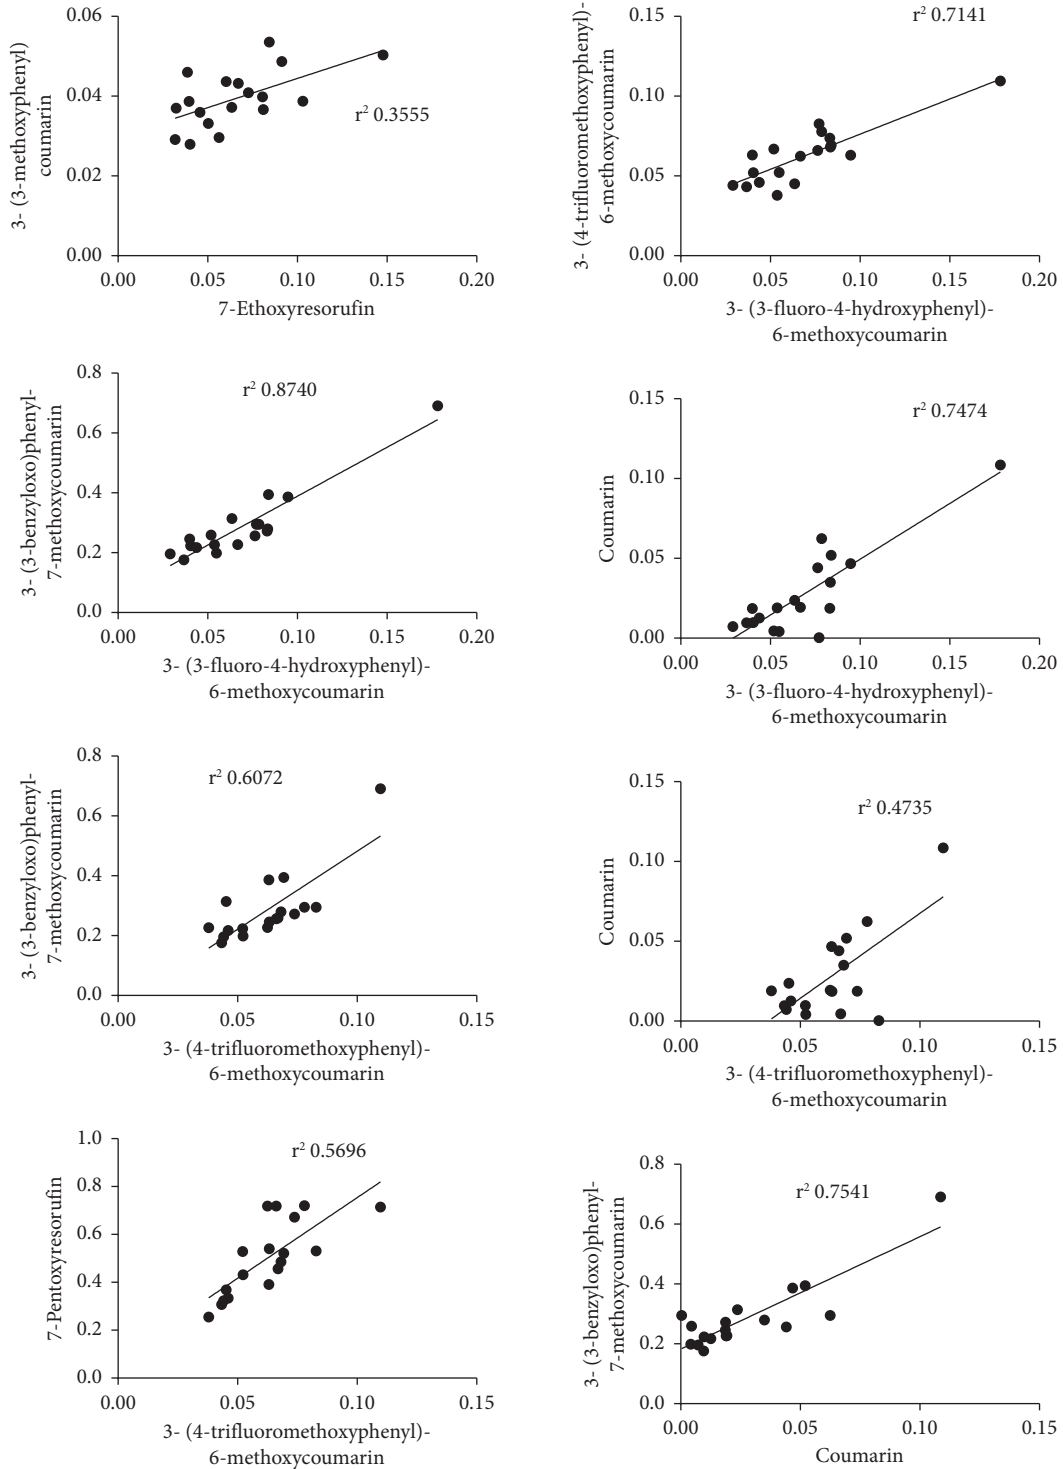 0.06
0.04
0.02
0.00
3- (3-methoxyphenyl)
coumarin
r² 0.3555
0.00 0.05 0.10 0.15 0.20
7-Ethoxyresorufin
0.15
0.10
0.05
0.00
3- (4-trifluoromethoxyphenyl)-
6-methoxycoumarin
r² 0.7141
0.00 0.05 0.10 0.15 0.20
3- (3-fluoro-4-hydroxyphenyl)-
6-methoxycoumarin
0.8
0.6
0.4
0.2
0.0
3- (3-benzyloxo)phenyl-
7-methoxycoumarin
r² 0.8740
0.00 0.05 0.10 0.15 0.20
3- (3-fluoro-4-hydroxyphenyl)-
6-methoxycoumarin
0.15
0.10
0.05
0.00
Coumarin
r² 0.7474
0.00 0.05 0.10 0.15 0.20
3- (3-fluoro-4-hydroxyphenyl)-
6-methoxycoumarin
0.8
0.6
0.4
0.2
0.0
3- (3-benzyloxo)phenyl-
7-methoxycoumarin
r² 0.6072
0.00 0.05 0.10 0.15
3- (4-trifluoromethoxyphenyl)-
6-methoxycoumarin
0.15
0.10
0.05
0.00
Coumarin
r² 0.4735
0.00 0.05 0.10 0.15
3- (4-trifluoromethoxyphenyl)-
6-methoxycoumarin
1.0
0.8
0.6
0.4
0.2
0.0
7-Pentoxyresorufin
r² 0.5696
0.00 0.05 0.10 0.15
3- (4-trifluoromethoxyphenyl)-
6-methoxycoumarin
0.8
0.6
0.4
0.2
0.0
3- (3-benzyloxo)phenyl-
7-methoxycoumarin
r² 0.7541
0.00 0.05 0.10 0.15
Coumarin